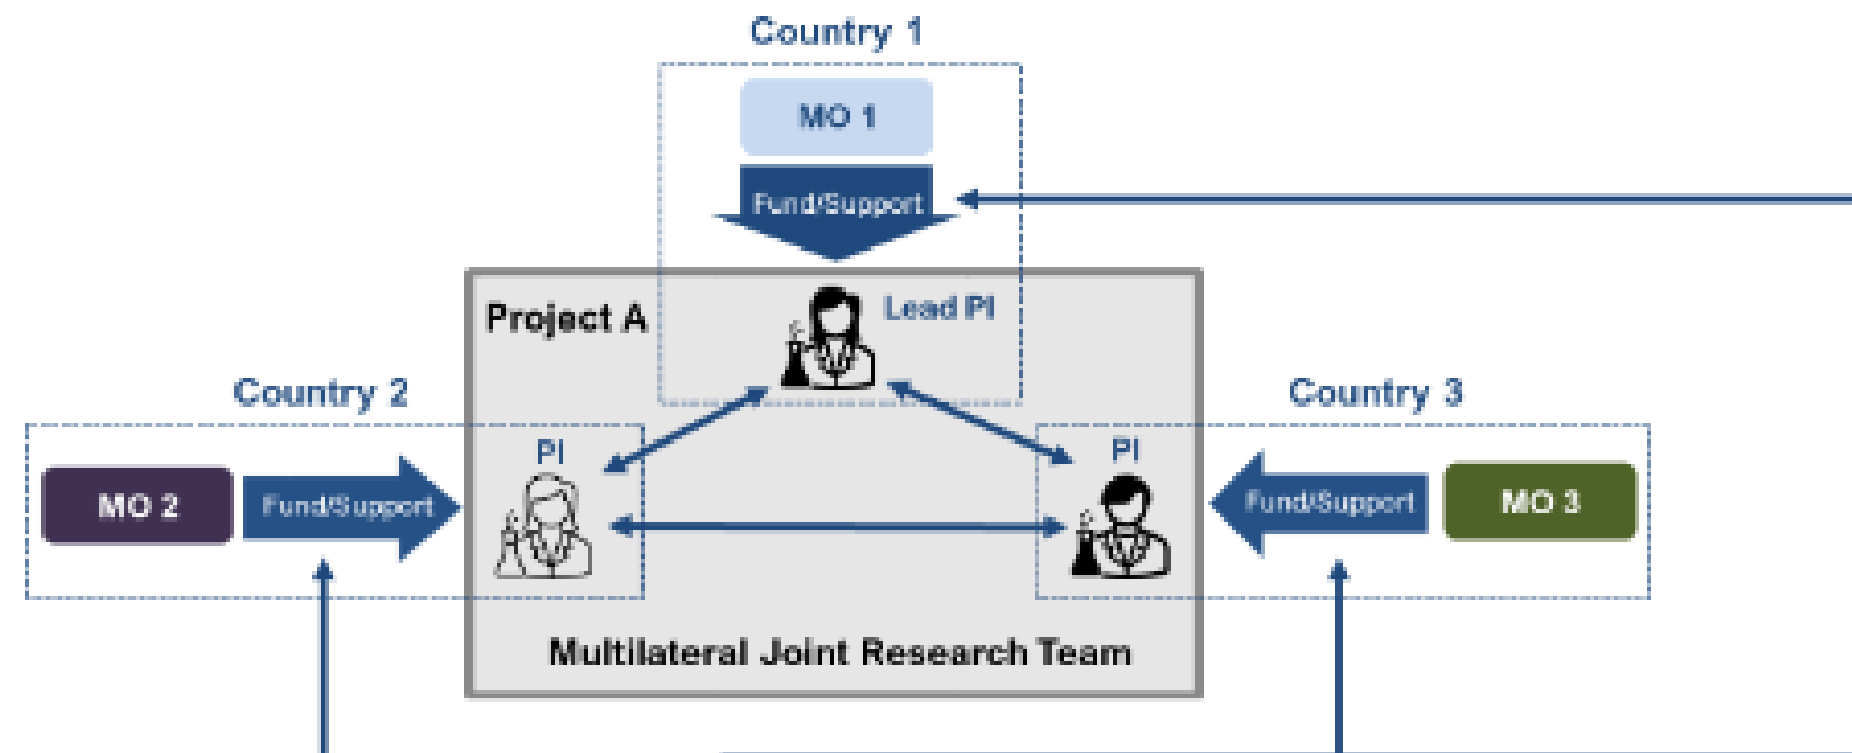 Country 1
MO 1
Fund/Support
Project A
Lead PI
Country 2
Country 3
PI
PI
MO 2
Fund/Support
Fund/Support
MO 3
Multilateral Joint Research Team